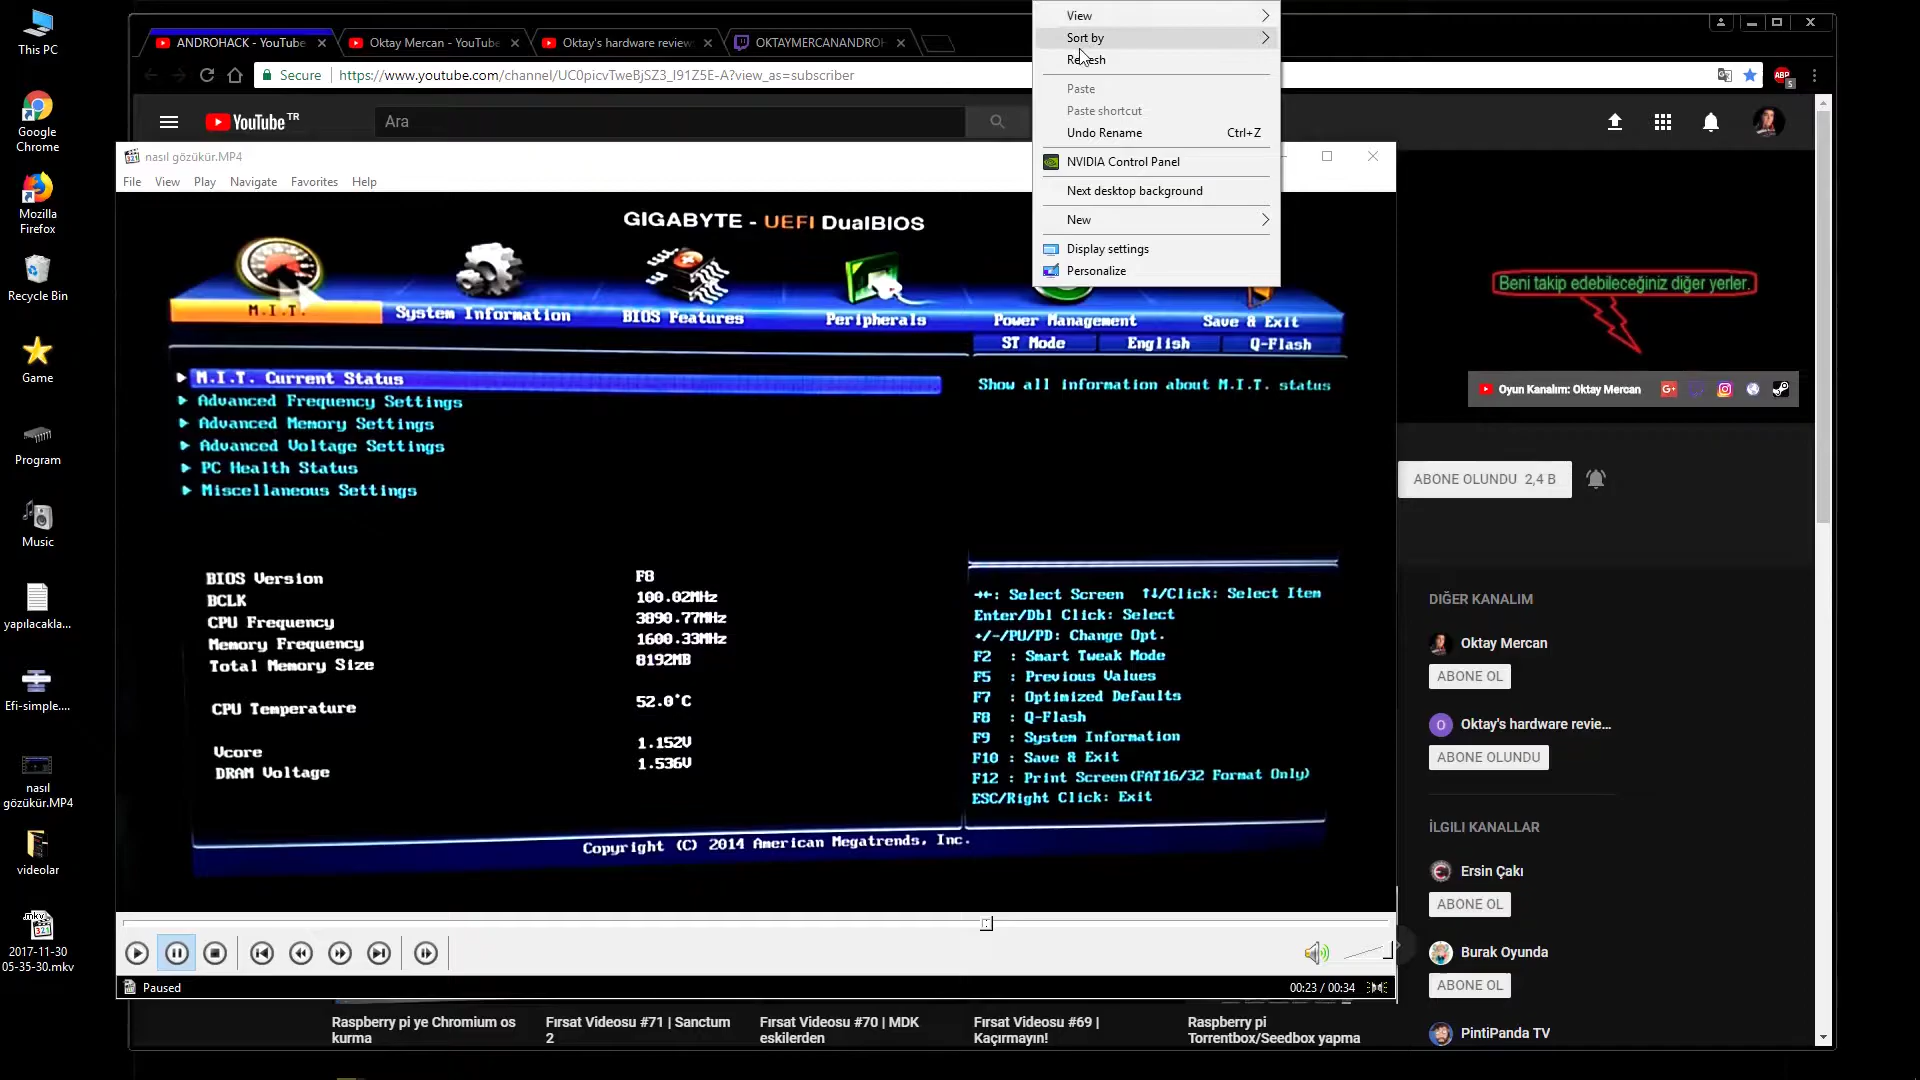 This PC
Google
Chrome
Mozilla
Firefox
Recycle Bin
Game
Program
Music
yapılacakla...
Efi-simple....
nasıl
gözükür.MP4
videolar
.mkv
321
2017-11-30
05-35-30.mkv
ANDROHACK - YouTube
Oktay Mercan - YouTube
Oktay's hardware review
OKTAYMERCANANDROH
Secure
https://www.youtube.com/channel/UC0picvTweBjSZ3_I91Z5E-A?view_as=subscriber
ABP
5
YouTube TR
Ara
nasıl gözükür.MP4
File View Play Navigate Favorites Help
View
Sort by
Refresh
Paste
Paste shortcut
Undo Rename Ctrl+Z
NVIDIA Control Panel
Next desktop background
New
Display settings
Personalize
GIGABYTE - UEFI DualBIOS
M.I.T.
System Information
BIOS Features
Peripherals
Power Management
Save & Exit
ST Mode
English
Q-Flash
M.I.T. Current Status
Advanced Frequency Settings
Advanced Memory Settings
Advanced Voltage Settings
PC Health Status
Miscellaneous Settings
Show all information about M.I.T. status
BIOS Version F8
BCLK 100.02MHz
CPU Frequency 3890.77MHz
Memory Frequency 1600.33MHz
Total Memory Size 8192MB
CPU Temperature 52.0°C
Vcore 1.152V
DRAM Voltage 1.536V
→←: Select Screen ↑↓/Click: Select Item
Enter/Dbl Click: Select
+/-/PU/PD: Change Opt.
F2 : Smart Tweak Mode
F5 : Previous Values
F7 : Optimized Defaults
F8 : Q-Flash
F9 : System Information
F10 : Save & Exit
F12 : Print Screen(FAT16/32 Format Only)
ESC/Right Click: Exit
Copyright (C) 2014 American Megatrends, Inc.
Paused
00:23 / 00:34
Beni takip edebileceğiniz diğer yerler.
Oyun Kanalım: Oktay Mercan
G+
ABONE OLUNDU 2,4 B
DIĞER KANALIM
Oktay Mercan
ABONE OL
O
Oktay's hardware revie...
ABONE OLUNDU
İLGILI KANALLAR
Ersin Çakı
ABONE OL
Burak Oyunda
ABONE OL
PintiPanda TV
Raspberry pi ye Chromium os
kurma
Fırsat Videosu #71 | Sanctum
2
Fırsat Videosu #70 | MDK
eskilerden
Fırsat Videosu #69 |
Kaçırmayın!
Raspberry pi
Torrentbox/Seedbox yapma